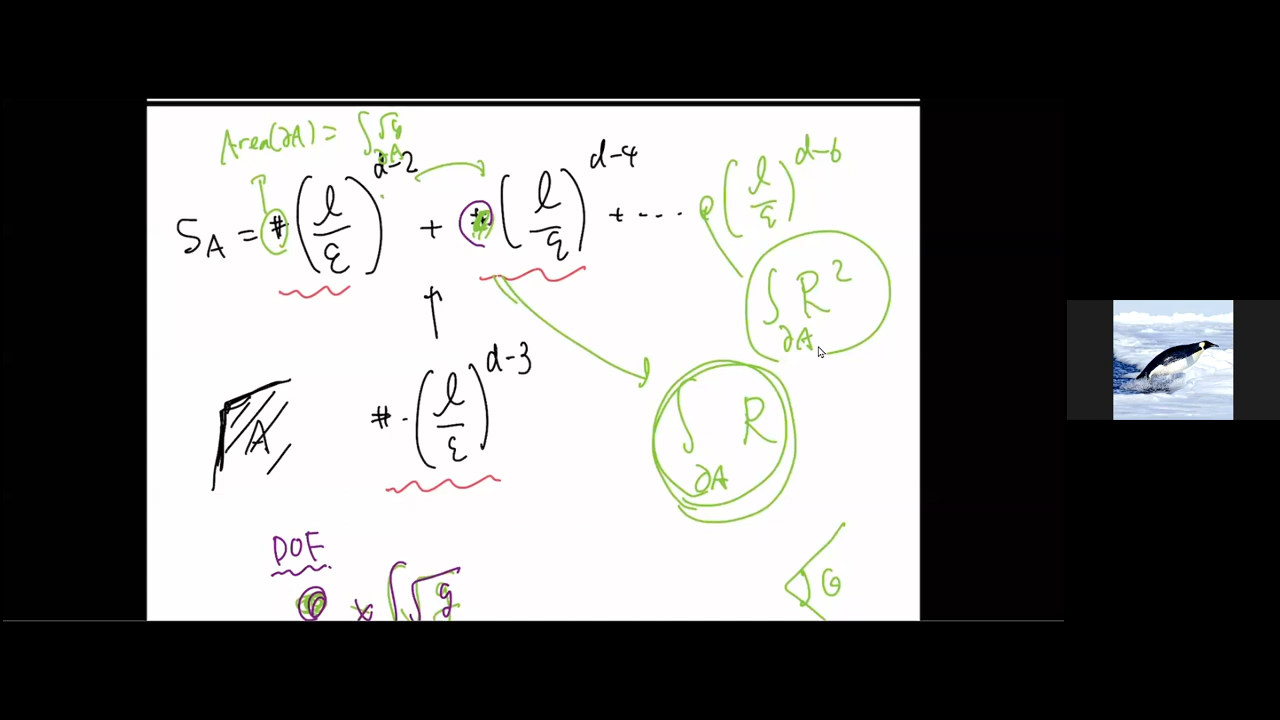 Area(∂A) = ∫_{∂A} √g
S_A = # (l/ε)^{d-2} + # (l/ε)^{d-4} + ... (l/ε)^{d-6}
∫_{∂A} R²
A # · (l/ε)^{d-3} ∫_{∂A} R
DOF
× ∫√g θ